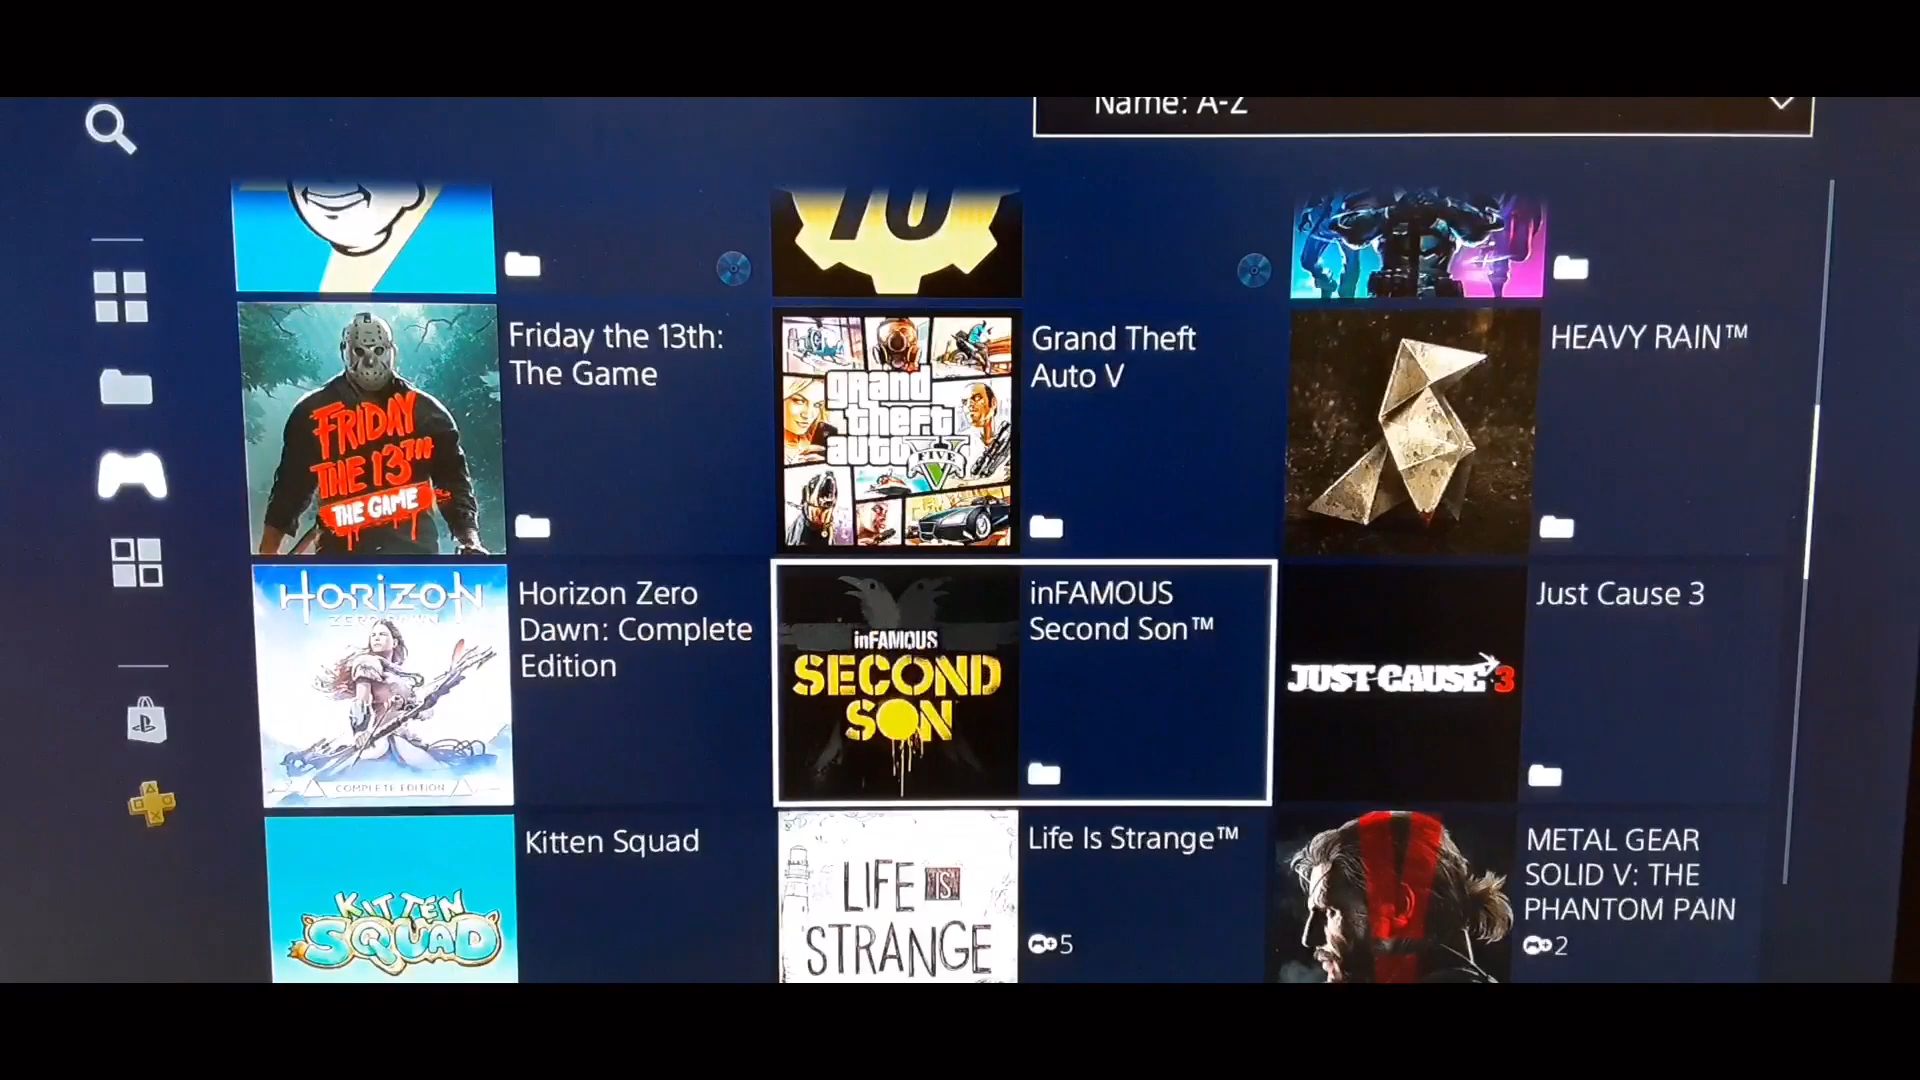 Name: A-Z
76
Friday the 13th:
The Game
FRIDAY
THE 13TH
THE GAME
Grand Theft
Auto V
grand
theft
auto
V
FIVE
HEAVY RAIN™
HORIZON
ZERO DAWN
COMPLETE EDITION
Horizon Zero
Dawn: Complete
Edition
inFAMOUS
SECOND
SON
inFAMOUS
Second Son™
JUST CAUSE 3
Just Cause 3
KITTEN
SQUAD
Kitten Squad
LIFE IS
STRANGE
Life Is Strange™
5
METAL GEAR
SOLID V: THE
PHANTOM PAIN
2